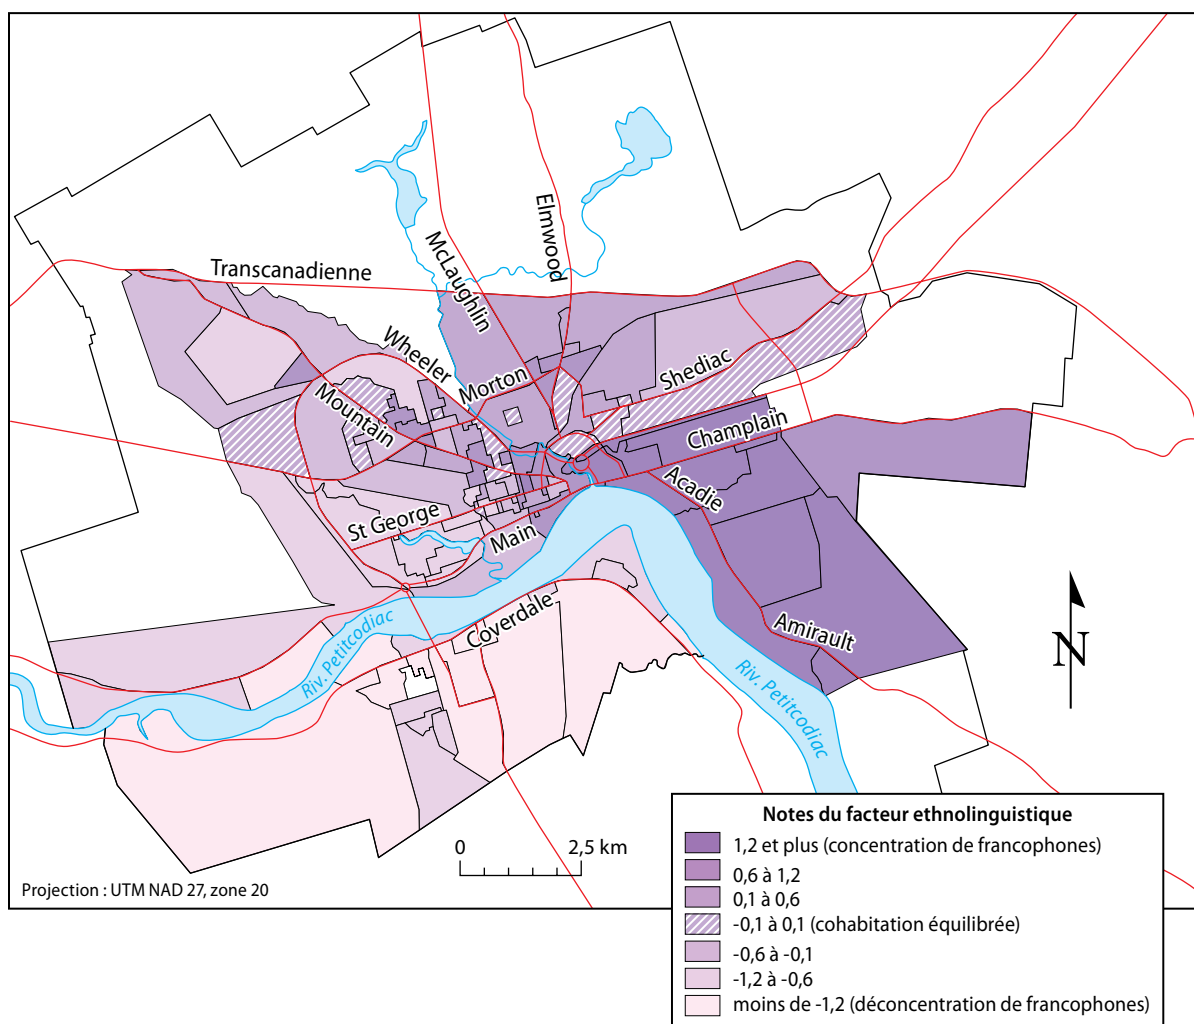 Transcanadienne
McLaughlin
Elmwood
Wheeler
Morton
Shediac
Mountain
Champlain
Acadie
St George
Main
Coverdale
Amirault
Riv. Petitcodiac
Riv. Petitcodiac
N
0 2,5 km
Projection : UTM NAD 27, zone 20
Notes du facteur ethnolinguistique
1,2 et plus (concentration de francophones)
0,6 à 1,2
0,1 à 0,6
-0,1 à 0,1 (cohabitation équilibrée)
-0,6 à -0,1
-1,2 à -0,6
moins de -1,2 (déconcentration de francophones)